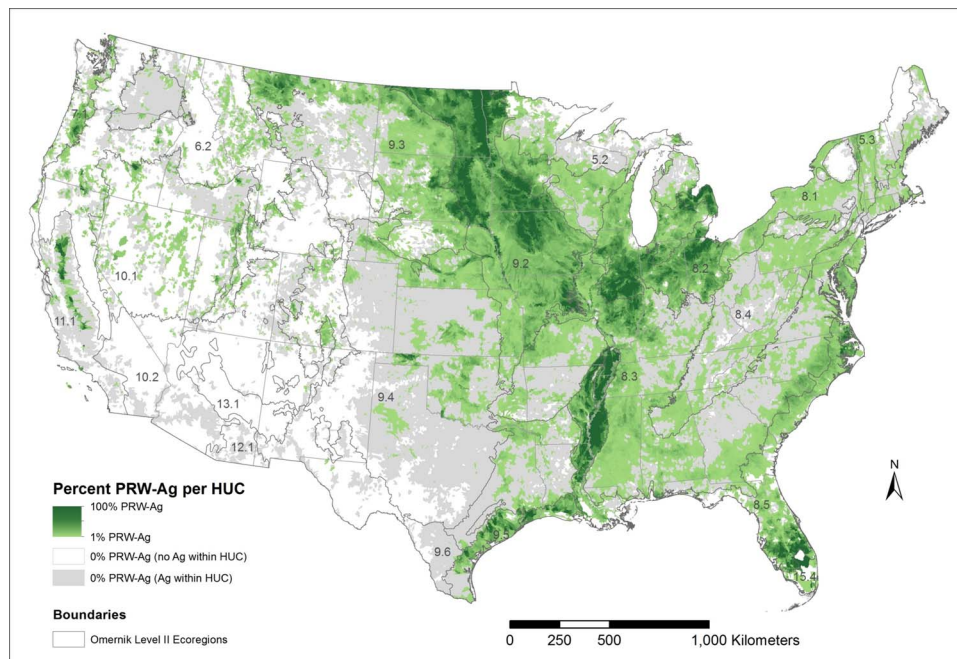 5.3
7.
6.2
9.3
5.2
8.1
9.2
8.2
10.1
8.4
11.1
10.2
9.4
8.3
13.1
12.1
8.5
9.6
15.4
N
Percent PRW-Ag per HUC
100% PRW-Ag
1% PRW-Ag
0% PRW-Ag (no Ag within HUC)
0% PRW-Ag (Ag within HUC)
Boundaries
Omernik Level II Ecoregions
0 250 500 1,000 Kilometers